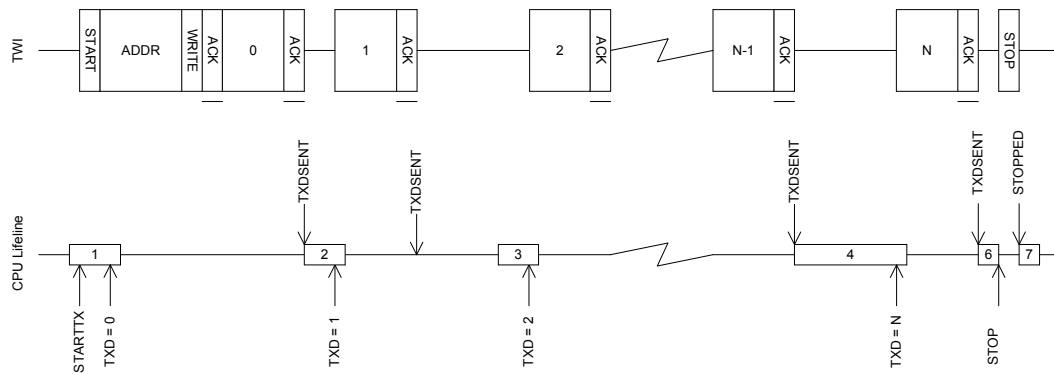 TWI
START
ADDR
WRITE
ACK
0
ACK
1
ACK
2
ACK
N-1
ACK
N
ACK
STOP
CPU Lifeline
TXDSENT
TXDSENT
TXDSENT
TXDSENT
STOPPED
1
2
3
4
6
7
STARTTX
TXD = 0
TXD = 1
TXD = 2
TXD = N
STOP